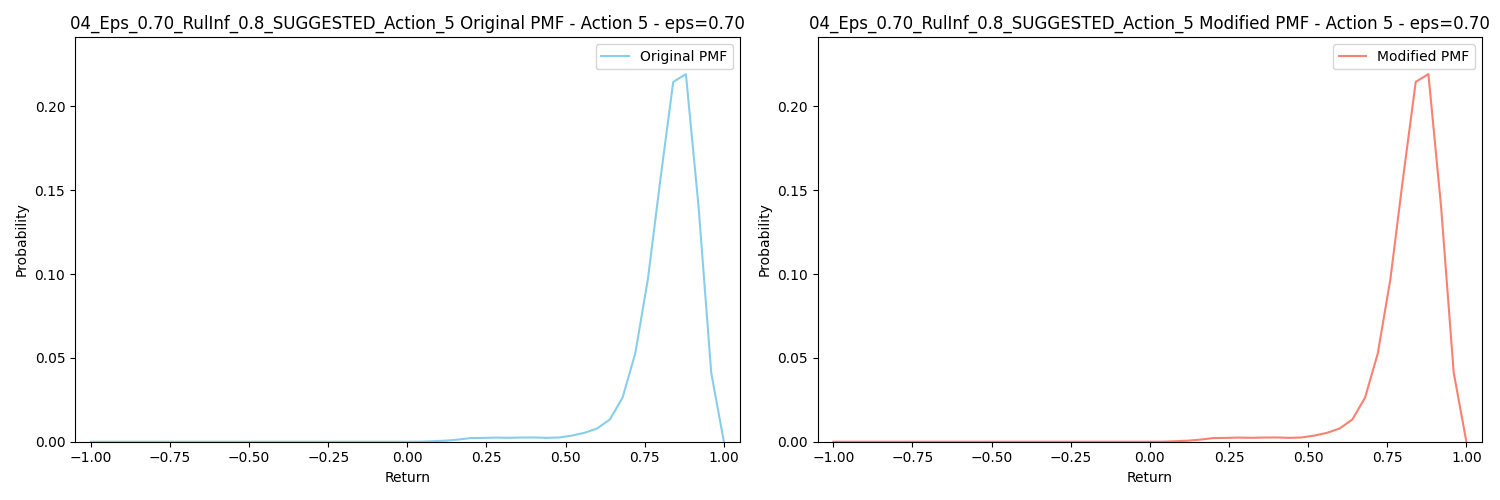 04_Eps_0.70_RulInf_0.8_SUGGESTED_Action_5 Original PMF - Action 5 - eps=0.70
Original PMF
0.20
0.15
0.10
0.05
0.00
Probability
−1.00 −0.75 −0.50 −0.25 0.00 0.25 0.50 0.75 1.00
Return
04_Eps_0.70_RulInf_0.8_SUGGESTED_Action_5 Modified PMF - Action 5 - eps=0.70
Modified PMF
0.20
0.15
0.10
0.05
0.00
Probability
−1.00 −0.75 −0.50 −0.25 0.00 0.25 0.50 0.75 1.00
Return